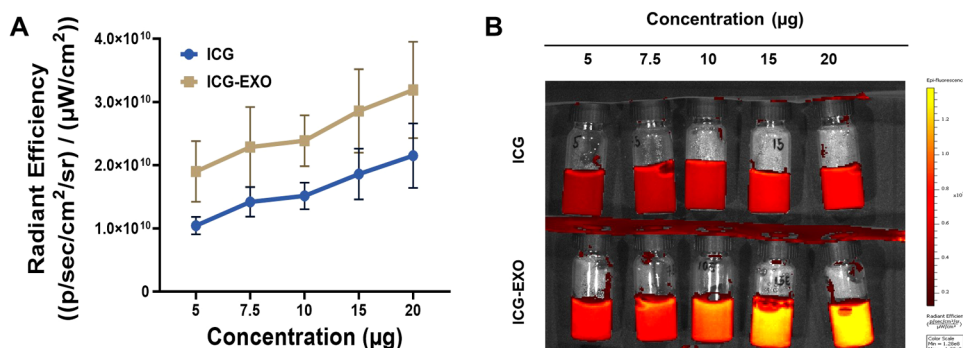 A
Radiant Efficiency
((p/sec/cm²/sr) / (µW/cm²)
4.0×10¹⁰
3.0×10¹⁰
2.0×10¹⁰
1.0×10¹⁰
0
ICG
ICG-EXO
5
7.5
10
15
20
Concentration (µg)
B
Concentration (µg)
5
7.5
10
15
20
ICG
ICG-EXO
5
5
15
Epi-fluorescence
1.2
1.0
0.8
0.6
0.4
0.2
Color Scale